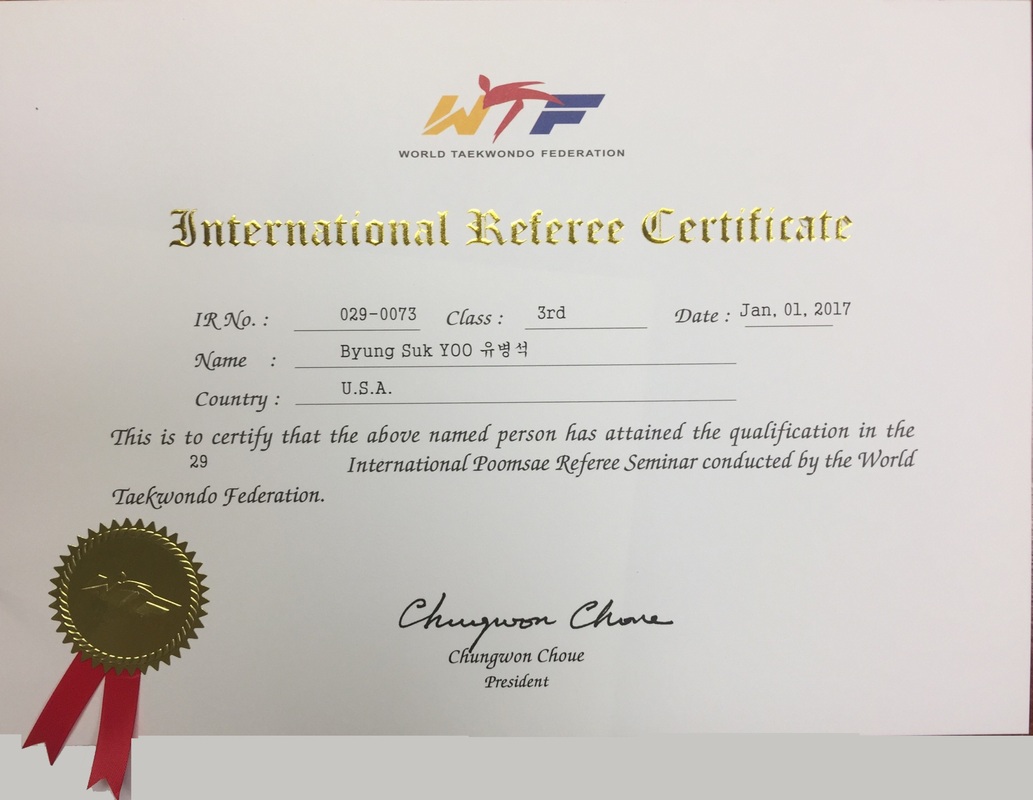 WTF
WORLD TAEKWONDO FEDERATION
International Referee Certificate
IR No. : 029-0073 Class : 3rd Date : Jan, 01, 2017
Name : Byung Suk YOO 유병석
Country : U.S.A.
This is to certify that the above named person has attained the qualification in the
29 International Poomsae Referee Seminar conducted by the World
Taekwondo Federation.
Chungwon Choue
Chungwon Choue
President